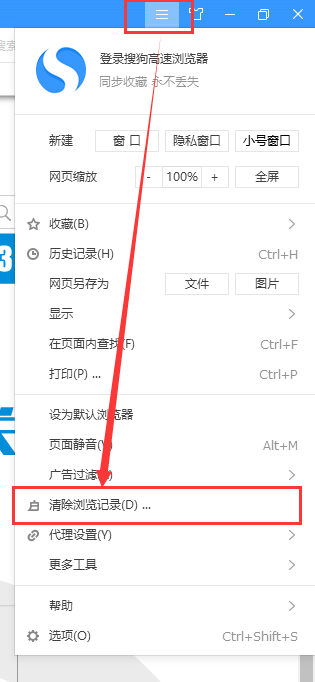 搜索
登录搜狗高速浏览器
同步收藏 永不丢失
新建 窗 口 隐私窗口 小号窗口
网页缩放 - 100% + 全屏
3
收藏(B)
历史记录(H) Ctrl+H
网页另存为 文件 图片
显示
在页面内查找(F) Ctrl+F
打印(P) ... Ctrl+P
设为默认浏览器
页面静音(V) Alt+M
广告过滤
清除浏览记录(D) ...
代理设置(Y)
更多工具
帮助
选项(O) Ctrl+Shift+S